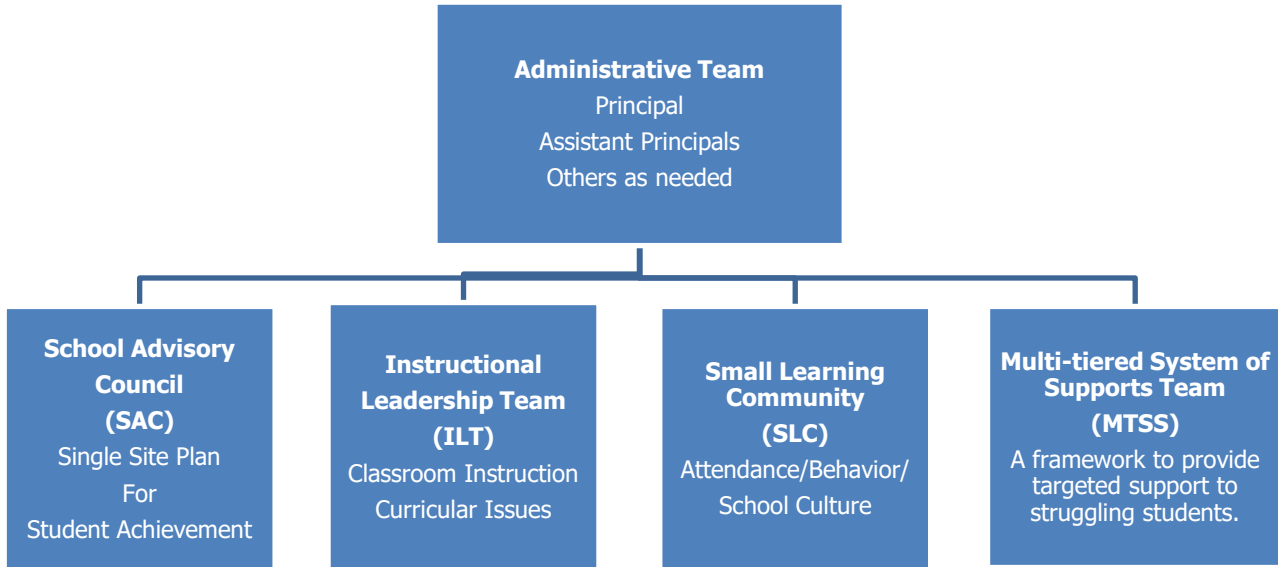 Administrative Team
Principal
Assistant Principals
Others as needed
School Advisory
Council
(SAC)
Single Site Plan
For
Student Achievement
Instructional
Leadership Team
(ILT)
Classroom Instruction
Curricular Issues
Small Learning
Community
(SLC)
Attendance/Behavior/
School Culture
Multi-tiered System of
Supports Team
(MTSS)
A framework to provide
targeted support to
struggling students.